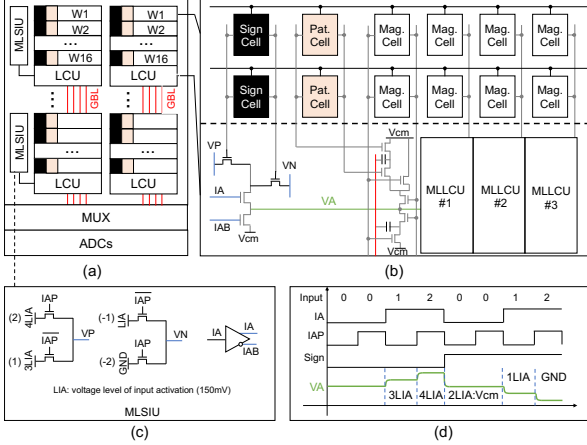 MLSIU
W1
W2
...
W16
LCU
W1
W2
...
W16
LCU
GBL
GBL
MLSIU
...
LCU
...
LCU
MUX
ADCs
(a)
Sign Cell
Pat. Cell
Mag. Cell
Mag. Cell
Mag. Cell
Mag. Cell
Sign Cell
Pat. Cell
Mag. Cell
Mag. Cell
Mag. Cell
Mag. Cell
VP
VN
IA
IAB
Vcm
VA
Vcm
Vcm
MLLCU #1
MLLCU #2
MLLCU #3
(b)
(2) 4LIA IAP
(1) 3LIA IAP
VP
(-1) LIA IAP
(-2) GND IAP
VN
IA IA
IAB
LIA: voltage level of input activation (150mV)
MLSIU
(c)
Input 0 0 1 2 0 0 1 2
IA
IAP
Sign
VA
3LIA 4LIA 2LIA:Vcm 1LIA GND
(d)